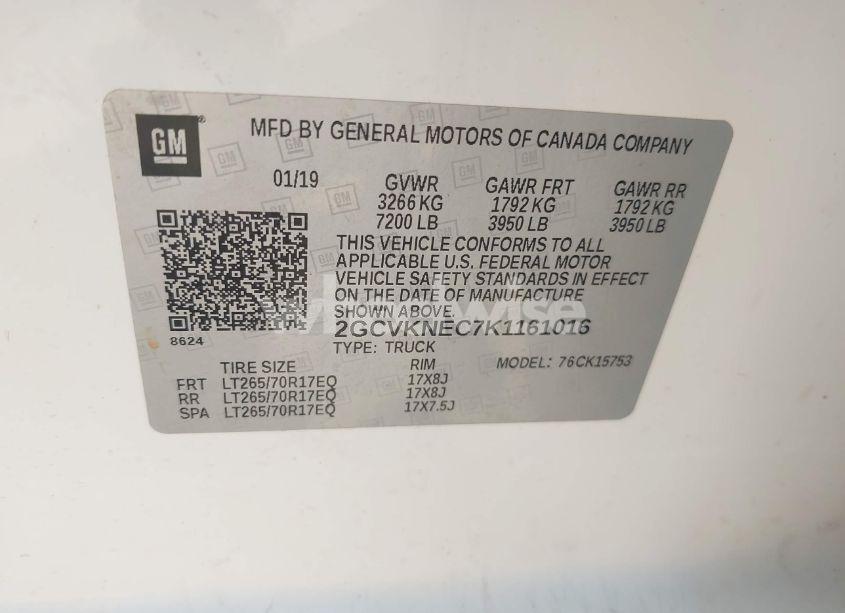 GM
MFD BY GENERAL MOTORS OF CANADA COMPANY
01/19 GVWR GAWR FRT GAWR RR
3266 KG 1792 KG 1792 KG
7200 LB 3950 LB 3950 LB
THIS VEHICLE CONFORMS TO ALL
APPLICABLE U.S. FEDERAL MOTOR
VEHICLE SAFETY STANDARDS IN EFFECT
ON THE DATE OF MANUFACTURE
SHOWN ABOVE.
2GCVKNEC7K1161016
8624
TYPE: TRUCK
TIRE SIZE RIM MODEL: 76CK15753
FRT LT265/70R17EQ 17X8J
RR LT265/70R17EQ 17X8J
SPA LT265/70R17EQ 17X7.5J